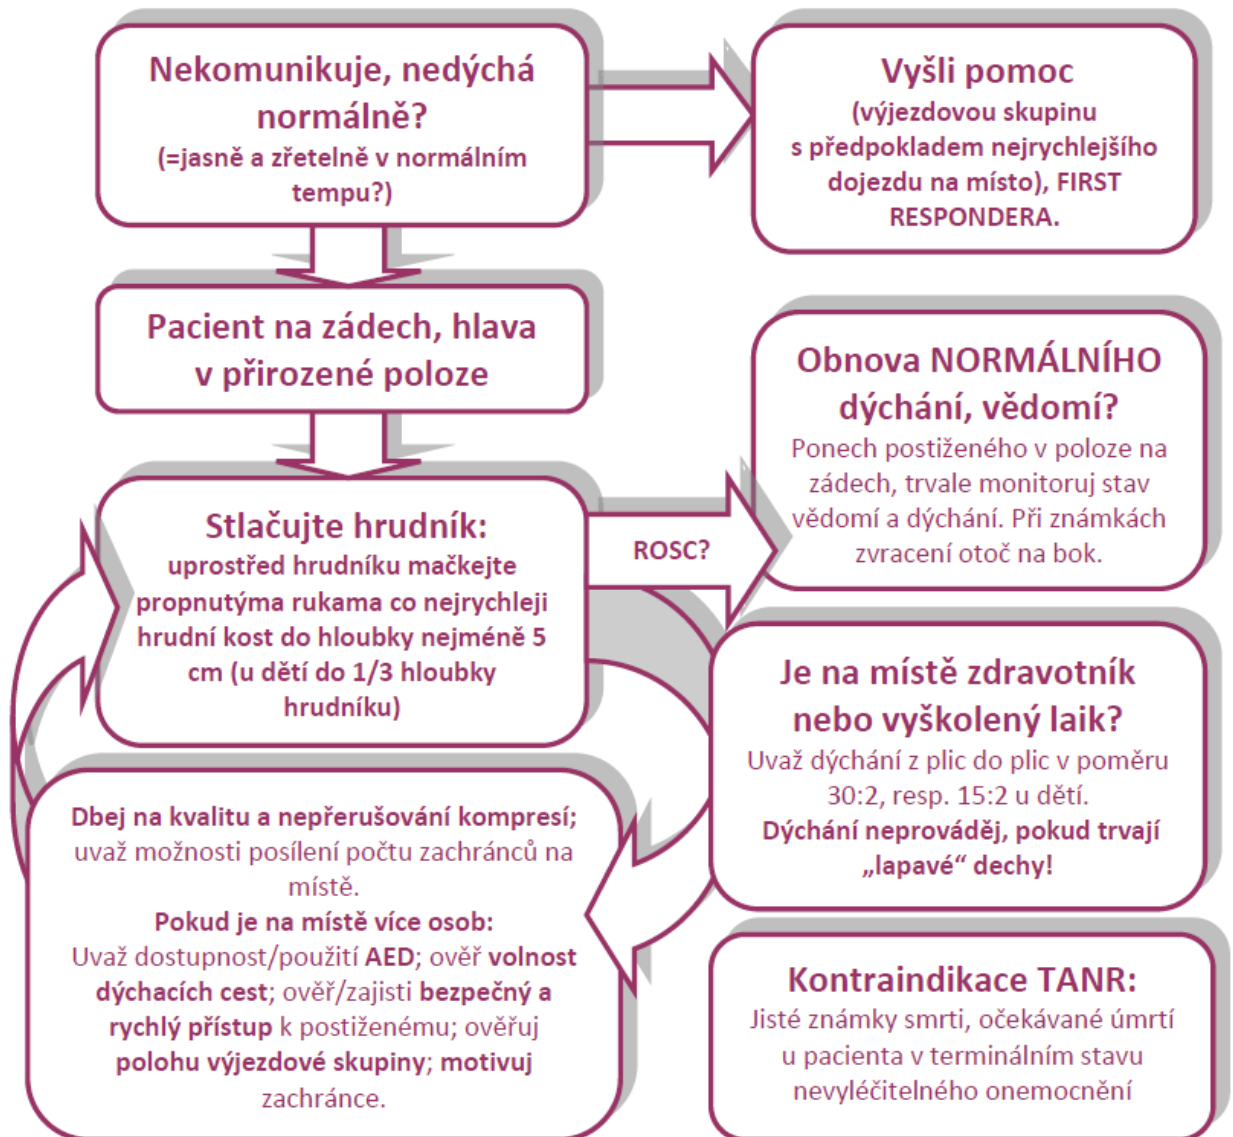 Nekomunikuje, nedýchá
normálně?
(=jasně a zřetelně v normálním
tempu?)
Vyšli pomoc
(výjezdovou skupinu
s předpokladem nejrychlejšího
dojezdu na místo), FIRST
RESPONDERA.
Pacient na zádech, hlava
v přirozené poloze
Obnova NORMÁLNÍHO
dýchání, vědomí?
Ponech postiženého v poloze na
zádech, trvale monitoruj stav
vědomí a dýchání. Při známkách
zvracení otoč na bok.
Stlačujte hrudník:
uprostřed hrudníku mačkejte
propnutýma rukama co nejrychleji
hrudní kost do hloubky nejméně 5
cm (u dětí do 1/3 hloubky
hrudníku)
ROSC?
Je na místě zdravotník
nebo vyškolený laik?
Uvaž dýchání z plic do plic v poměru
30:2, resp. 15:2 u dětí.
Dýchání neprováděj, pokud trvají
„lapavé“ dechy!
Dbej na kvalitu a nepřerušování kompresí;
uvaž možnosti posílení počtu zachránců na
místě.
Pokud je na místě více osob:
Uvaž dostupnost/použití AED; ověř volnost
dýchacích cest; ověř/zajisti bezpečný a
rychlý přístup k postiženému; ověřuj
polohu výjezdové skupiny; motivuj
zachránce.
Kontraindikace TANR:
Jisté známky smrti, očekávané úmrtí
u pacienta v terminálním stavu
nevyléčitelného onemocnění